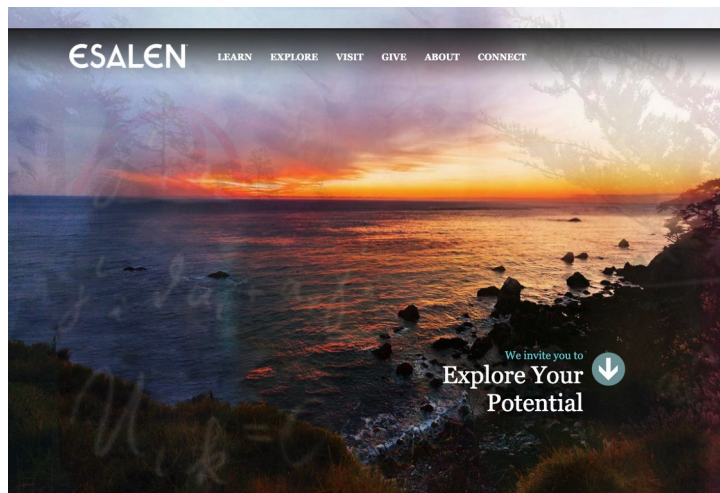 ESALEN
LEARN EXPLORE VISIT GIVE ABOUT CONNECT
We invite you to
Explore Your
Potential